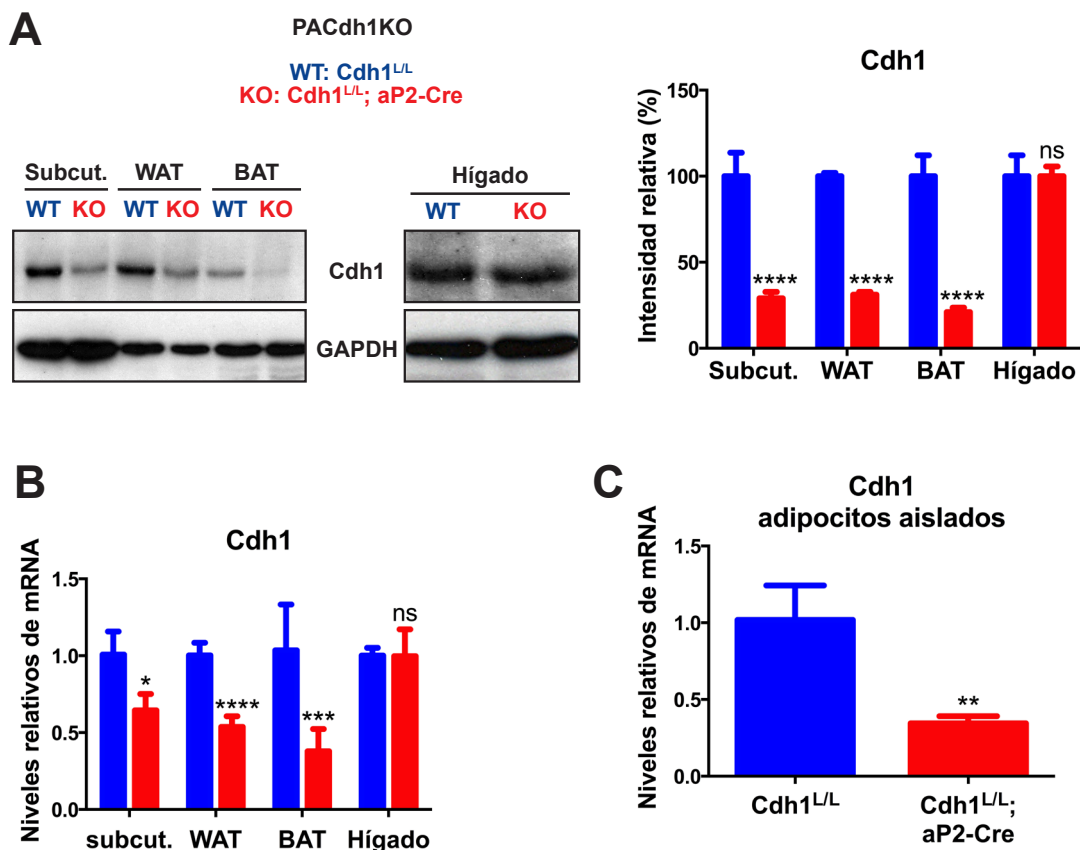 A
PACdh1KO
WT: Cdh1L/L
KO: Cdh1L/L; aP2-Cre
Subcut. WAT BAT
WT KO WT KO WT KO
Hígado
WT KO
Cdh1
GAPDH
Cdh1
Intensidad relativa (%)
150
100
50
0
**** **** **** ns
Subcut. WAT BAT Hígado
B
Cdh1
Niveles relativos de mRNA
1.5
1.0
0.5
0.0
* **** *** ns
subcut. WAT BAT Hígado
C
Cdh1
adipocitos aislados
Niveles relativos de mRNA
1.5
1.0
0.5
0.0
**
Cdh1L/L
Cdh1L/L;
aP2-Cre